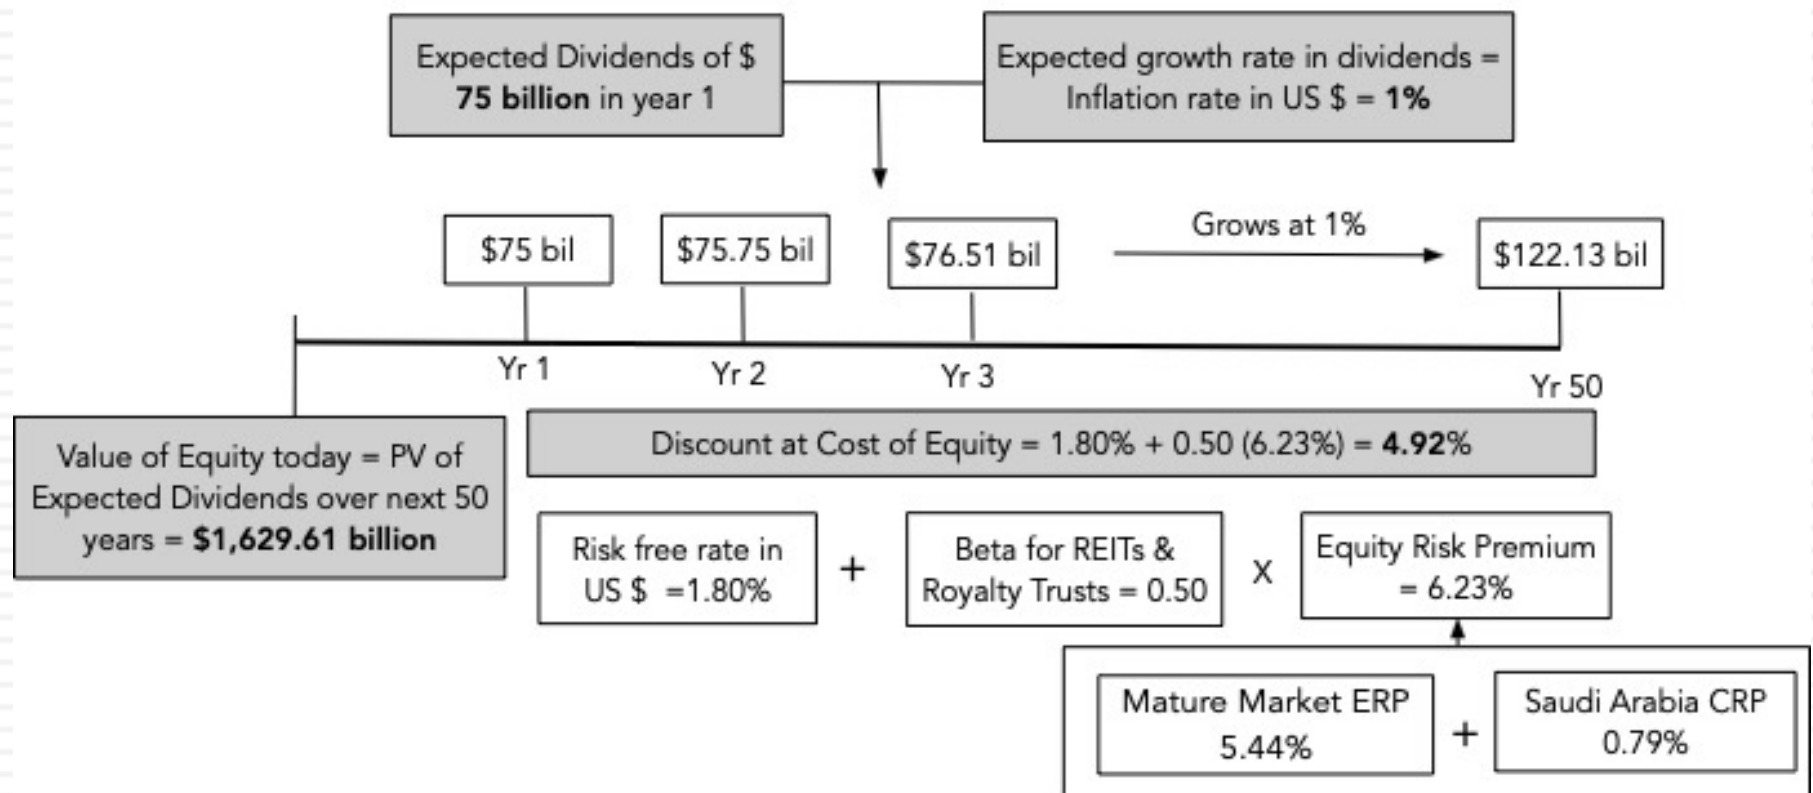 Expected Dividends of $
75 billion in year 1
Expected growth rate in dividends =
Inflation rate in US $ = 1%
$75 bil
$75.75 bil
$76.51 bil
Grows at 1%
$122.13 bil
Yr 1
Yr 2
Yr 3
Yr 50
Value of Equity today = PV of
Expected Dividends over next 50
years = $1,629.61 billion
Discount at Cost of Equity = 1.80% + 0.50 (6.23%) = 4.92%
Risk free rate in
US $ =1.80%
+
Beta for REITs &
Royalty Trusts = 0.50
X
Equity Risk Premium
= 6.23%
Mature Market ERP
5.44%
+
Saudi Arabia CRP
0.79%